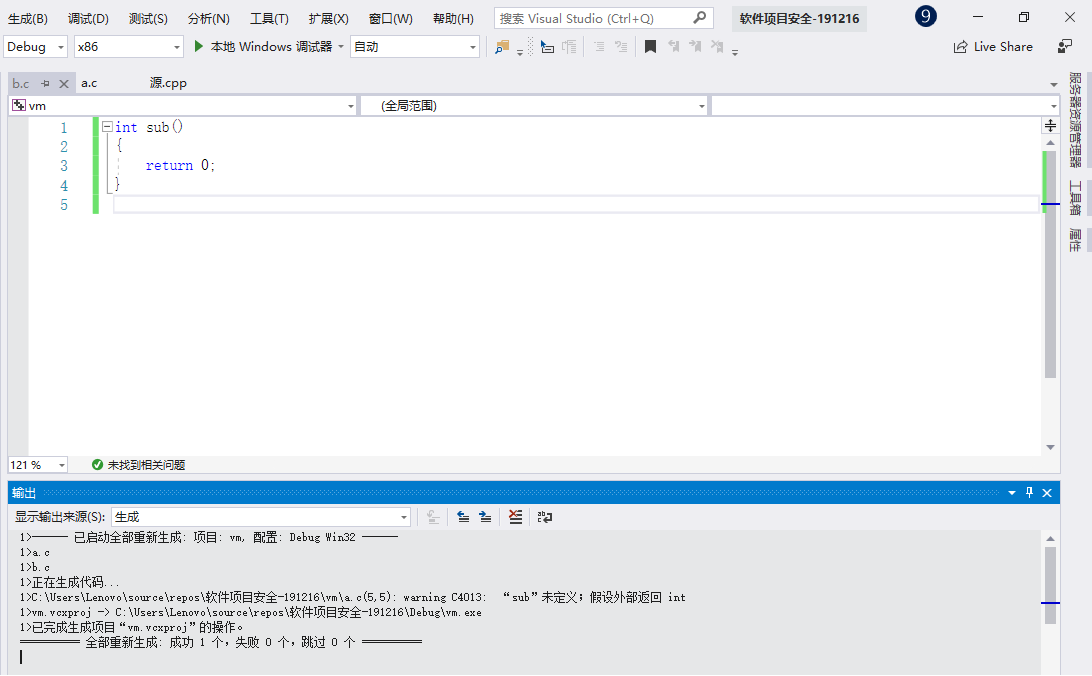 生成(B) 调试(D) 测试(S) 分析(N) 工具(T) 扩展(X) 窗口(W) 帮助(H) 搜索 Visual Studio (Ctrl+Q) 软件项目安全-191216 9
Debug x86 本地 Windows 调试器 自动 Live Share
b.c a.c 源.cpp
vm (全局范围)
1 int sub()
2 {
3 return 0;
4 }
5
服务器资源管理器
工具箱
属性
121 % 未找到相关问题
输出
显示输出来源(S): 生成
1>------ 已启动全部重新生成: 项目: vm, 配置: Debug Win32 ------
1>a.c
1>b.c
1>正在生成代码...
1>C:\Users\Lenovo\source\repos\软件项目安全-191216\vm\a.c(5,5): warning C4013: “sub”未定义；假设外部返回 int
1>vm.vcxproj -> C:\Users\Lenovo\source\repos\软件项目安全-191216\Debug\vm.exe
1>已完成生成项目“vm.vcxproj”的操作。
========== 全部重新生成: 成功 1 个，失败 0 个，跳过 0 个 ==========